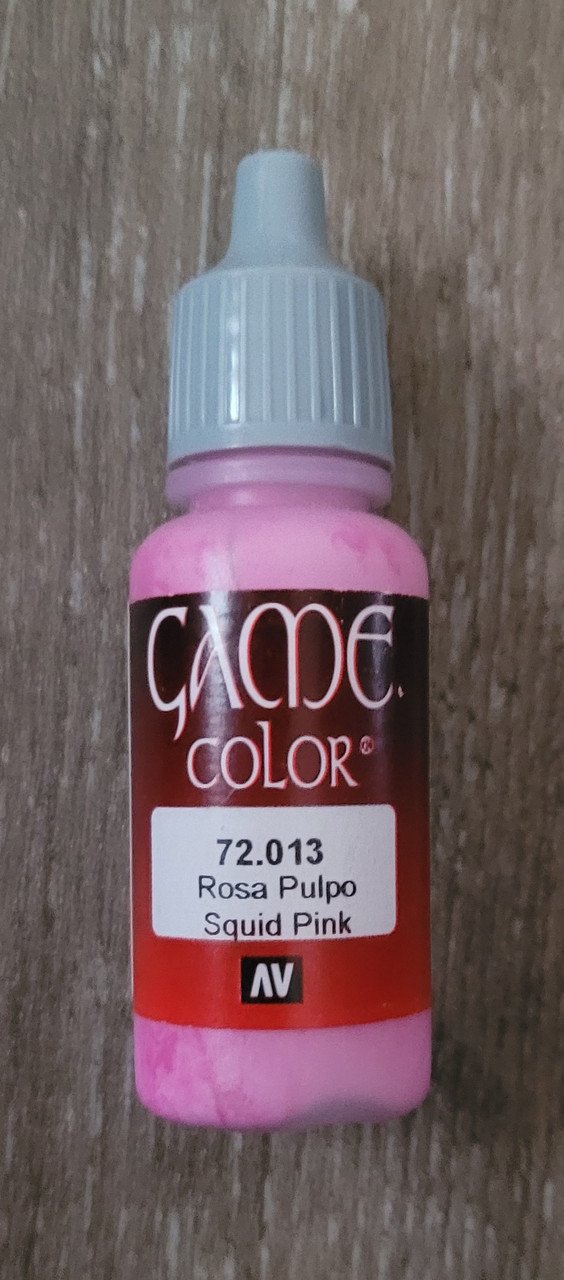 GAME
COLOR®
72.013
Rosa Pulpo
Squid Pink
AV